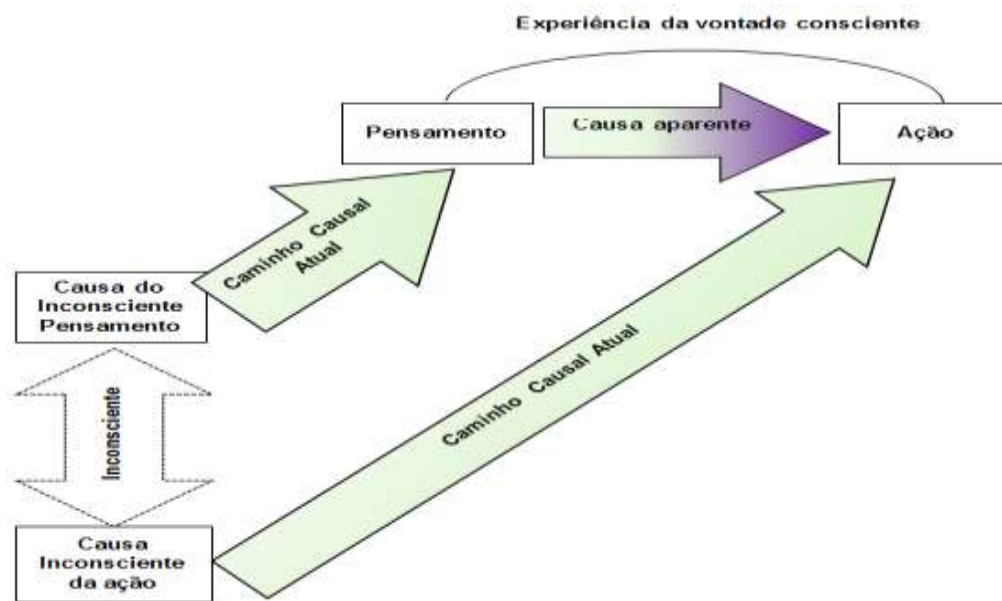 Experiência da vontade consciente
Pensamento
Causa aparente
Ação
Caminho Causal
Atual
Causa do
Inconsciente
Pensamento
Inconsciente
Caminho Causal Atual
Causa
Inconsciente
da ação